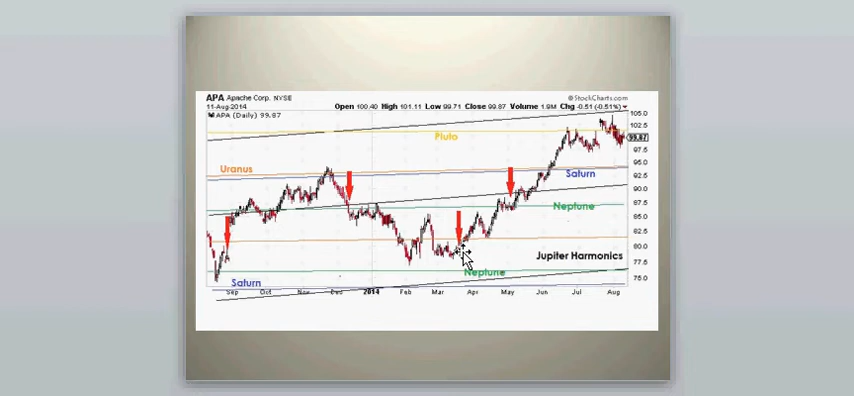 APA Apache Corp. NYSE
© StockCharts.com
11-Aug-2014
Open 100.40 High 101.11 Low 99.71 Close 99.87 Volume 1.9M Chg -0.51 (-0.51%)
APA (Daily) 99.87
105.0
102.5
Pluto
99.87
97.5
95.0
Uranus
Saturn
92.5
90.0
Neptune
87.5
85.0
82.5
80.0
Jupiter Harmonics
77.5
Neptune
75.0
Saturn
Sep Oct Nov Dec 2014 Feb Mar Apr May Jun Jul Aug